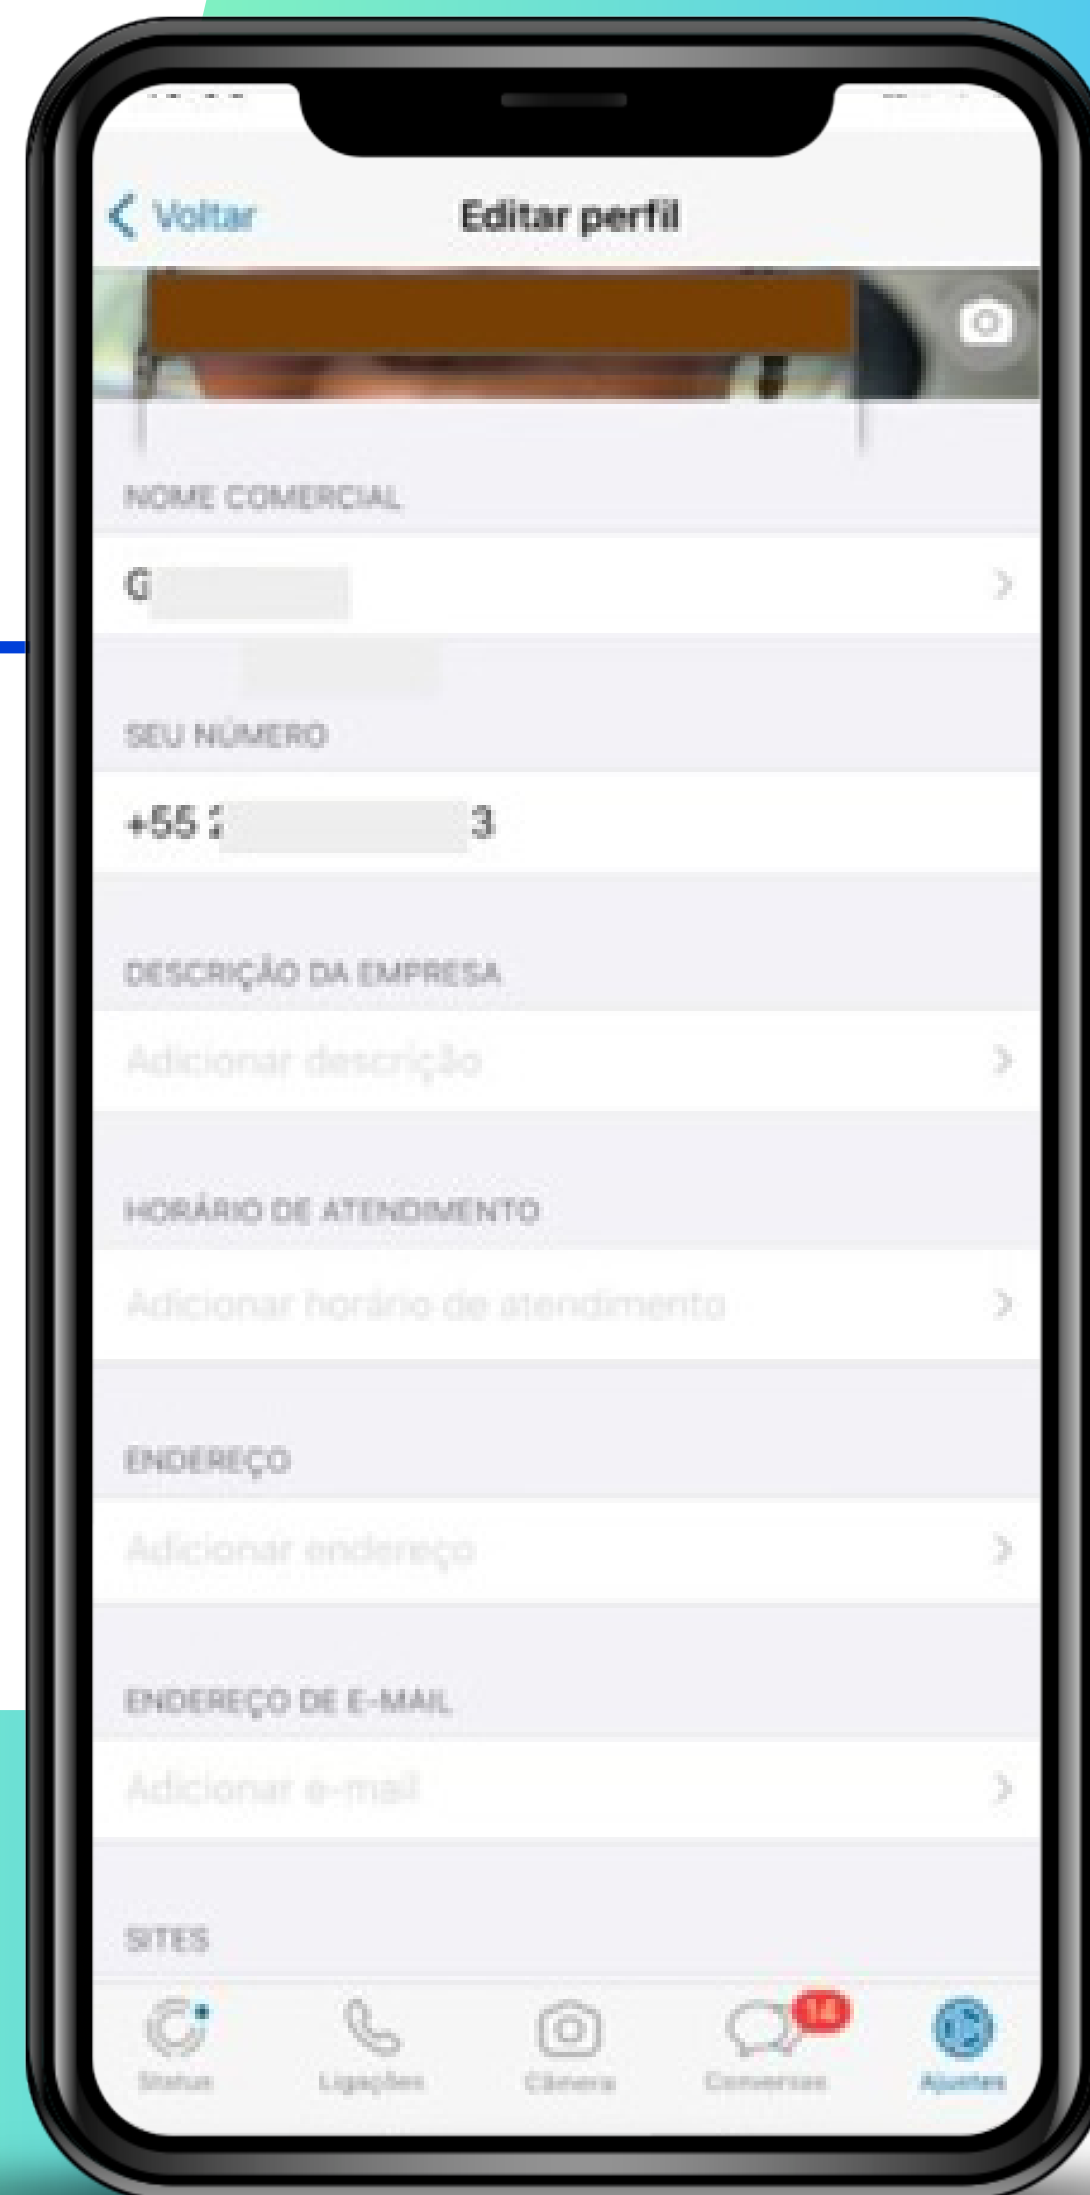 Voltar
Editar perfil
NOME COMERCIAL
G
SEU NÚMERO
+55 3
DESCRIÇÃO DA EMPRESA
Adicionar descrição
HORÁRIO DE ATENDIMENTO
Adicionar horário de atendimento
ENDEREÇO
Adicionar endereço
ENDEREÇO DE E-MAIL
Adicionar e-mail
SITES
14
Status
Ligações
Câmera
Conversas
Ajustes